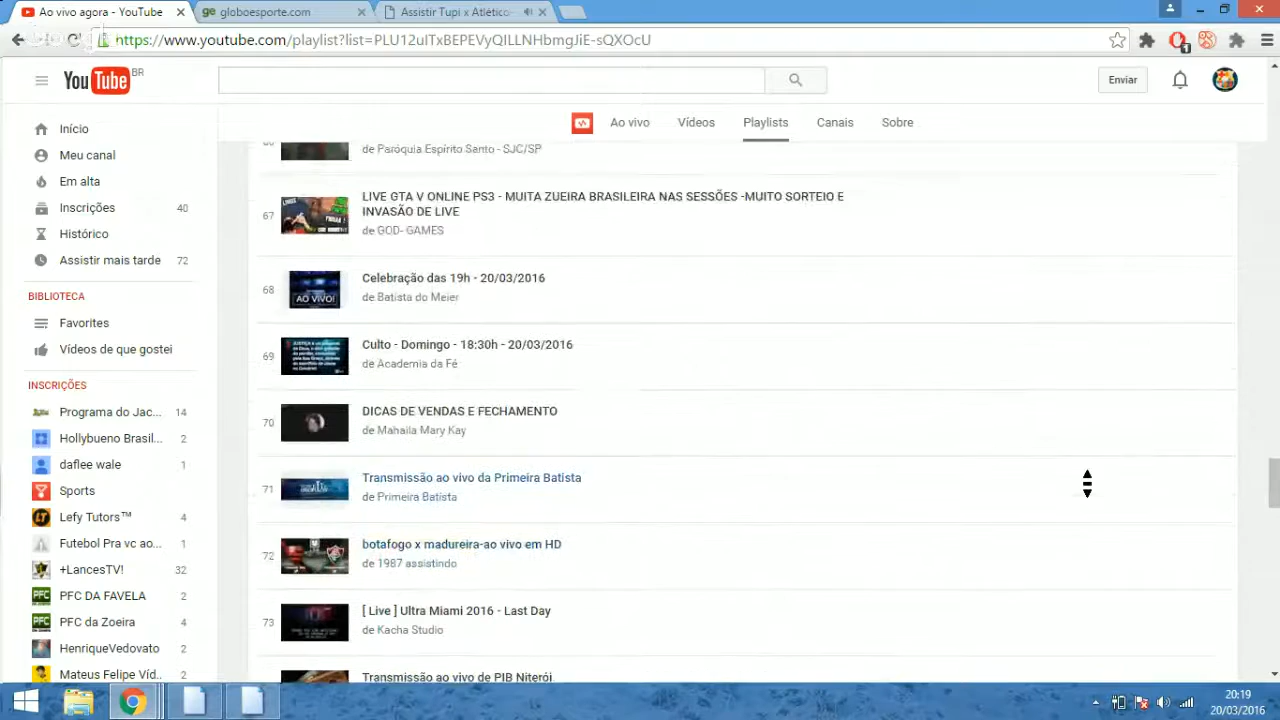 Ao vivo agora - YouTube
globoesporte.com
Assistir Tupi x Atlético
https://www.youtube.com/playlist?list=
YouTube BR
Enviar
Ao vivo
Vídeos
Playlists
Canais
Sobre
Início
Meu canal
Em alta
Inscrições 40
Histórico
Assistir mais tarde 72
BIBLIOTECA
Favorites
de que gostei
INSCRIÇÕES
Programa do Jac... 14
Hollybueno Brasil... 2
daflee wale 1
Sports
Lefy Tutors™ 4
Futebol Pra vc ao... 1
+LancesTV! 32
PFC DA FAVELA 2
PFC da Zoeira 4
HenriqueVedovato 2
Mateus Felipe Víd... 2
de Paróquia Espírito Santo - SJC/SP
67
LIVE GTA V ONLINE PS3 - MUITA ZUEIRA BRASILEIRA NAS SESSÕES -MUITO SORTEIO E
INVASÃO DE LIVE
de GOD- GAMES
68
AO VIVO!
Celebração das 19h - 20/03/2016
de Batista do Meier
69
Culto - Domingo - 18:30h - 20/03/2016
de Academia da Fé
70
DICAS DE VENDAS E FECHAMENTO
de Mahaila Mary Kay
71
Transmissão ao vivo da Primeira Batista
de Primeira Batista
72
botafogo x madureira-ao vivo em HD
de 1987 assistindo
73
[ Live ] Ultra Miami 2016 - Last Day
de Kacha Studio
Transmissão ao vivo de PIB Niterói
20:19
20/03/2016